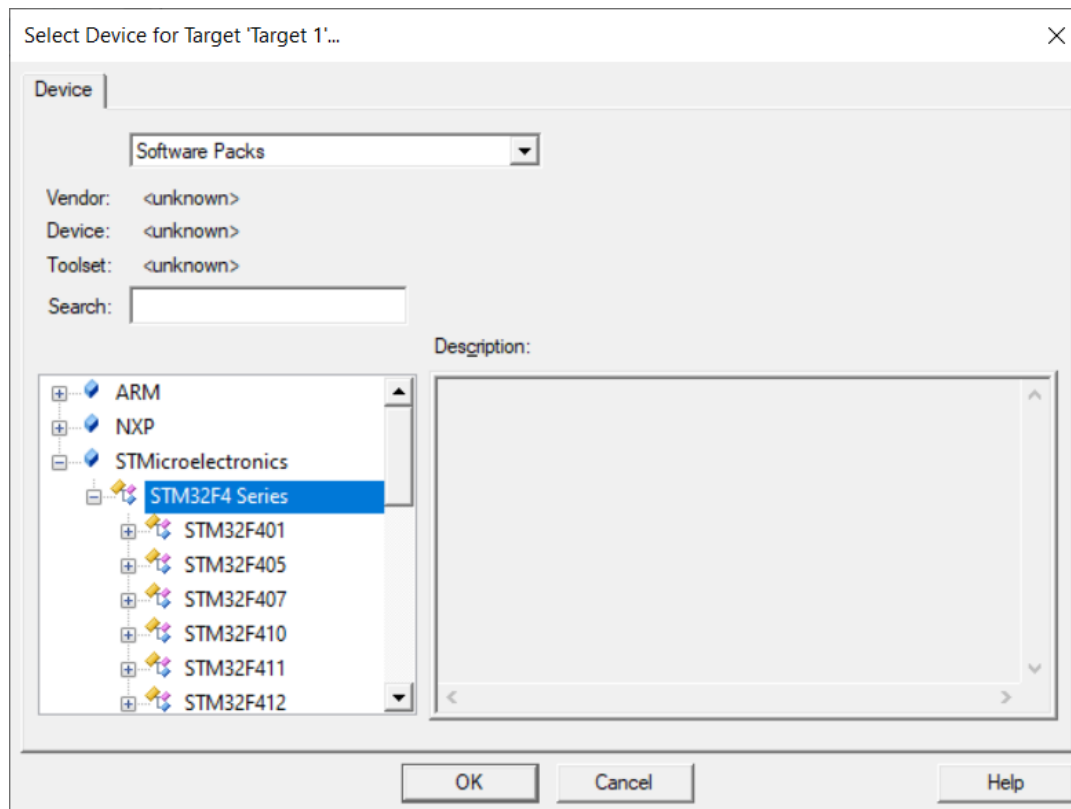 Select Device for Target 'Target 1'...
Device
Software Packs
Vendor: <unknown>
Device: <unknown>
Toolset: <unknown>
Search:
Description:
ARM
NXP
STMicroelectronics
STM32F4 Series
STM32F401
STM32F405
STM32F407
STM32F410
STM32F411
STM32F412
OK Cancel Help